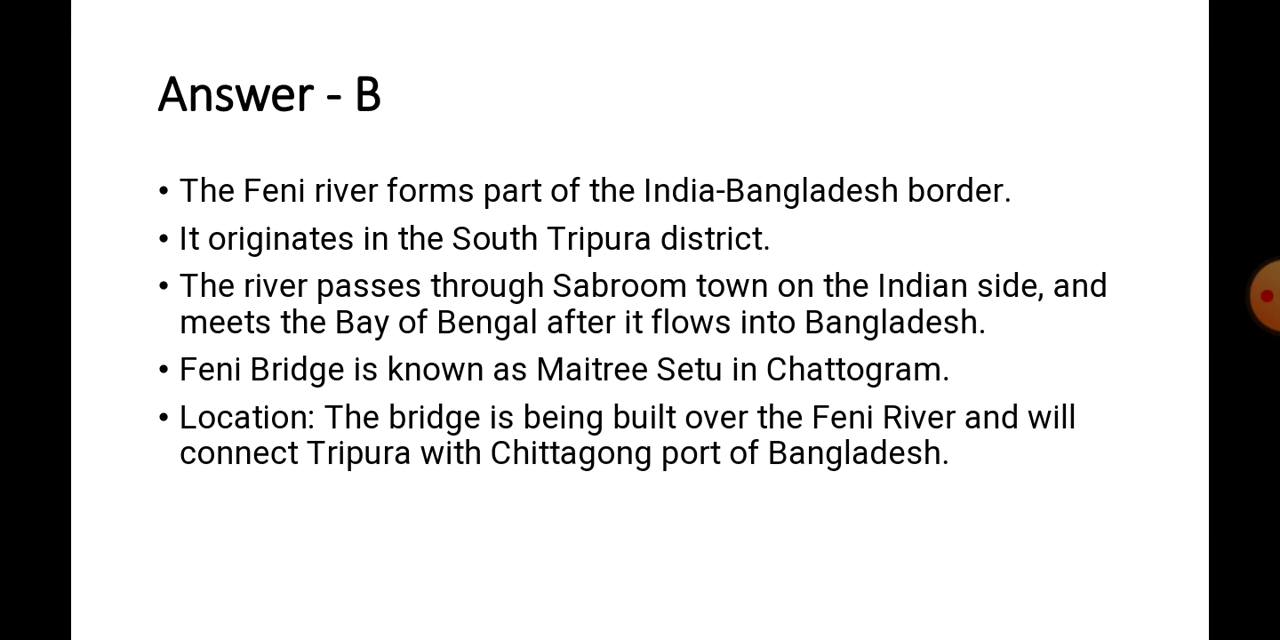 Answer - B
• The Feni river forms part of the India-Bangladesh border.
• It originates in the South Tripura district.
• The river passes through Sabroom town on the Indian side, and
meets the Bay of Bengal after it flows into Bangladesh.
• Feni Bridge is known as Maitree Setu in Chattogram.
• Location: The bridge is being built over the Feni River and will
connect Tripura with Chittagong port of Bangladesh.